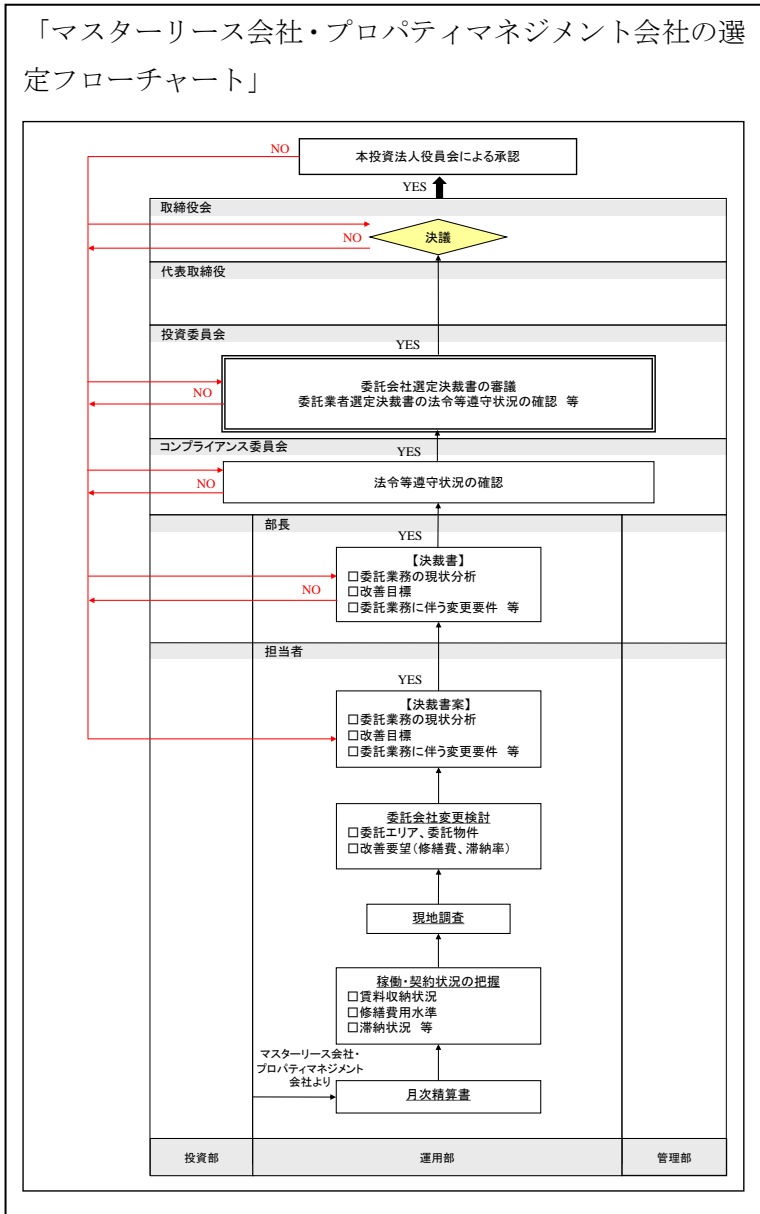 「マスターリース会社・プロパティマネジメント会社の選
定フローチャート」
NO
本投資法人役員会による承認
YES
取締役会
NO
決議
代表取締役
投資委員会
YES
NO
委託会社選定決裁書の審議
委託業者選定決裁書の法令等遵守状況の確認 等
コンプライアンス委員会
YES
NO
法令等遵守状況の確認
部長
YES
NO
【決裁書】
□委託業務の現状分析
□改善目標
□委託業務に伴う変更要件 等
担当者
YES
【決裁書案】
□委託業務の現状分析
□改善目標
□委託業務に伴う変更要件 等
委託会社変更検討
□委託エリア、委託物件
□改善要望(修繕費、滞納率)
現地調査
稼働・契約状況の把握
□賃料収納状況
□修繕費用水準
□滞納状況 等
マスターリース会社・
プロパティマネジメント
会社より
月次精算書
投資部
運用部
管理部